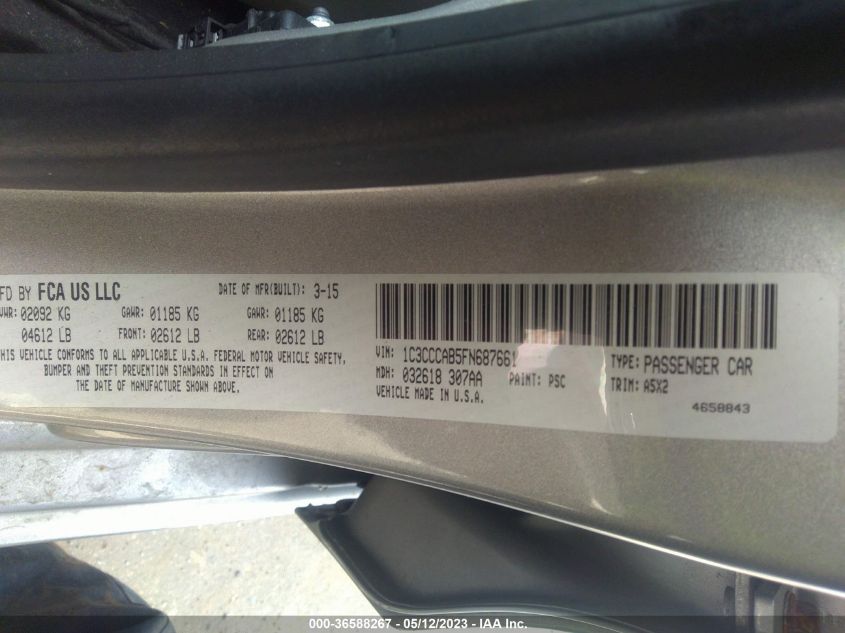 FD BY FCA US LLC DATE OF MFR(BUILT): 3-15
VWR: 02092 KG GAWR: 01185 KG GAWR: 01185 KG
04612 LB FRONT: 02612 LB REAR: 02612 LB
THIS VEHICLE CONFORMS TO ALL APPLICABLE U.S.A. FEDERAL MOTOR VEHICLE SAFETY,
BUMPER AND THEFT PREVENTION STANDARDS IN EFFECT ON
THE DATE OF MANUFACTURE SHOWN ABOVE.
VIN: 1C3CCCAB5FN687661 TYPE: PASSENGER CAR
MDH: 032618 307AA PAINT: PSC TRIM: A5X2
VEHICLE MADE IN U.S.A.
4658843
000-36588267 - 05/12/2023 - IAA Inc.